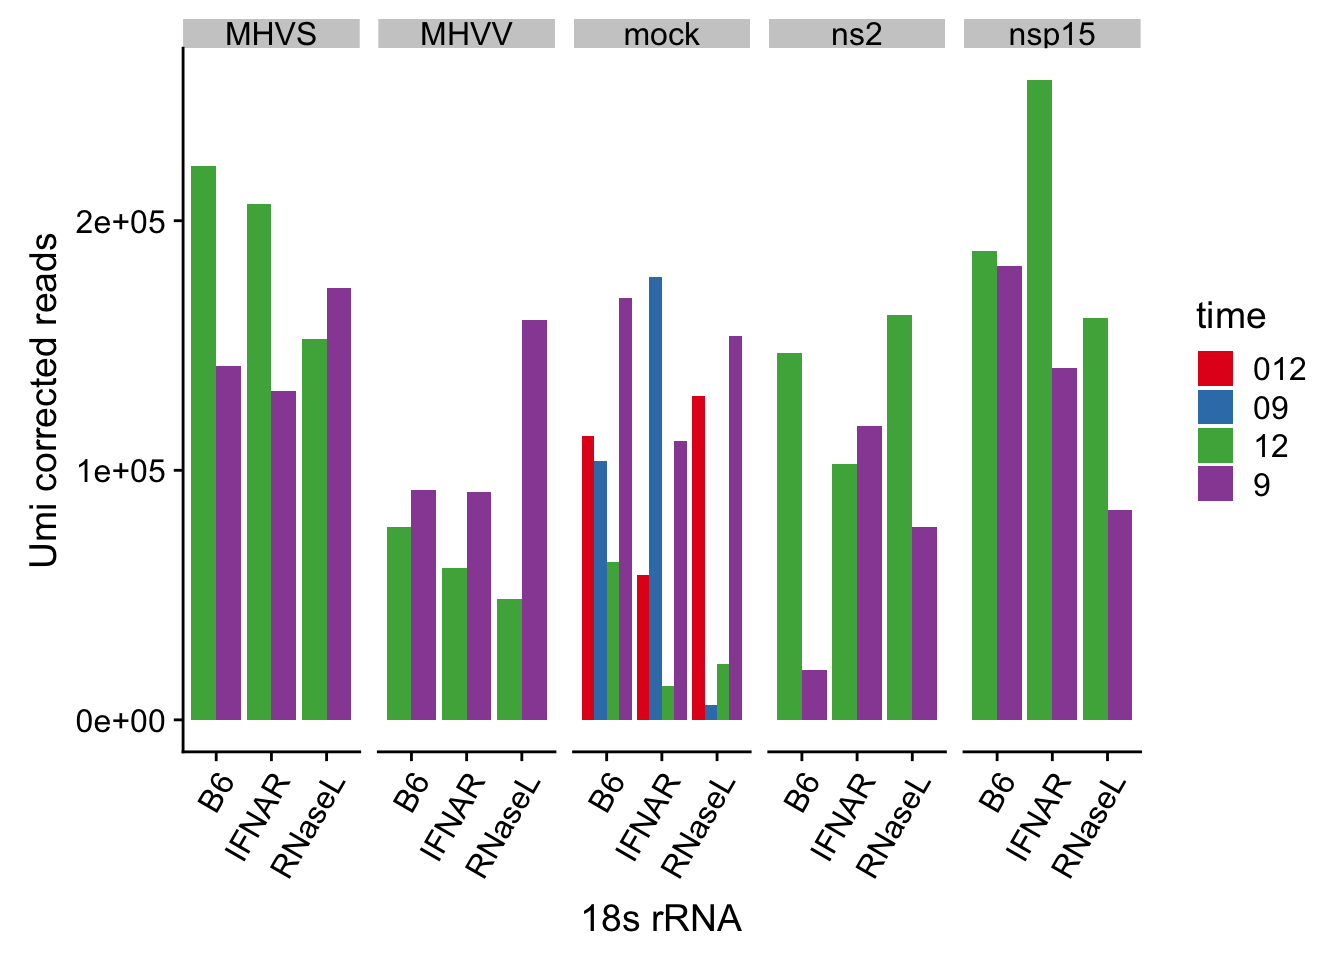 MHVS MHVV mock ns2 nsp15
Umi corrected reads
2e+05
1e+05
0e+00
B6 IFNAR RNaseL B6 IFNAR RNaseL B6 IFNAR RNaseL B6 IFNAR RNaseL B6 IFNAR RNaseL
18s rRNA
time
012
09
12
9